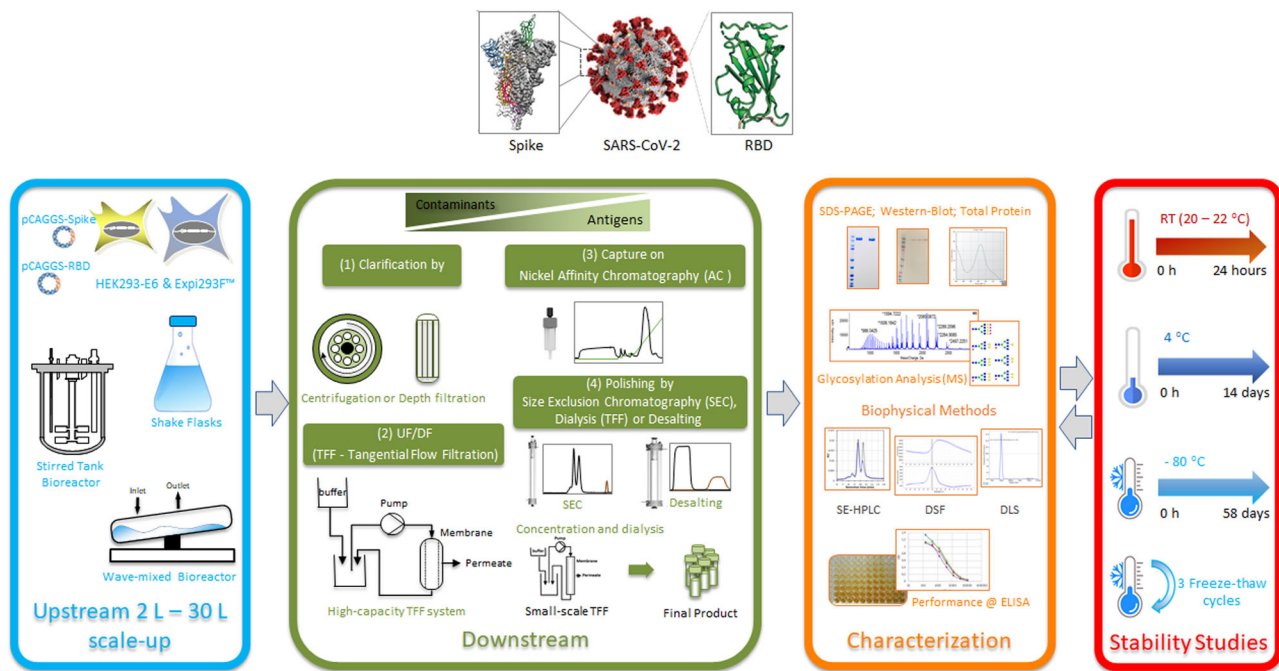 Spike
SARS-CoV-2
RBD
pCAGGS-Spike
pCAGGS-RBD
HEK293-E6 & Expi293F™
Shake Flasks
Stirred Tank
Bioreactor
Inlet
Outlet
Wave-mixed Bioreactor
Upstream 2 L – 30 L
scale-up
Contaminants
Antigens
(1) Clarification by
Centrifugation or Depth filtration
(2) UF/DF
(TFF - Tangential Flow Filtration)
buffer
Pump
Membrane
Permeate
High-capacity TFF system
(3) Capture on
Nickel Affinity Chromatography (AC )
(4) Polishing by
Size Exclusion Chromatography (SEC),
Dialysis (TFF) or Desalting
SEC
Desalting
Concentration and dialysis
buffer
Pump
Membrane
Permeate
Small-scale TFF
Final Product
Downstream
SDS-PAGE; Western-Blot; Total Protein
Glycosylation Analysis (MS)
Biophysical Methods
SE-HPLC
DSF
DLS
Performance @ ELISA
Characterization
RT (20 – 22 °C)
0 h
24 hours
4 °C
0 h
14 days
- 80 °C
0 h
58 days
3 Freeze-thaw
cycles
Stability Studies